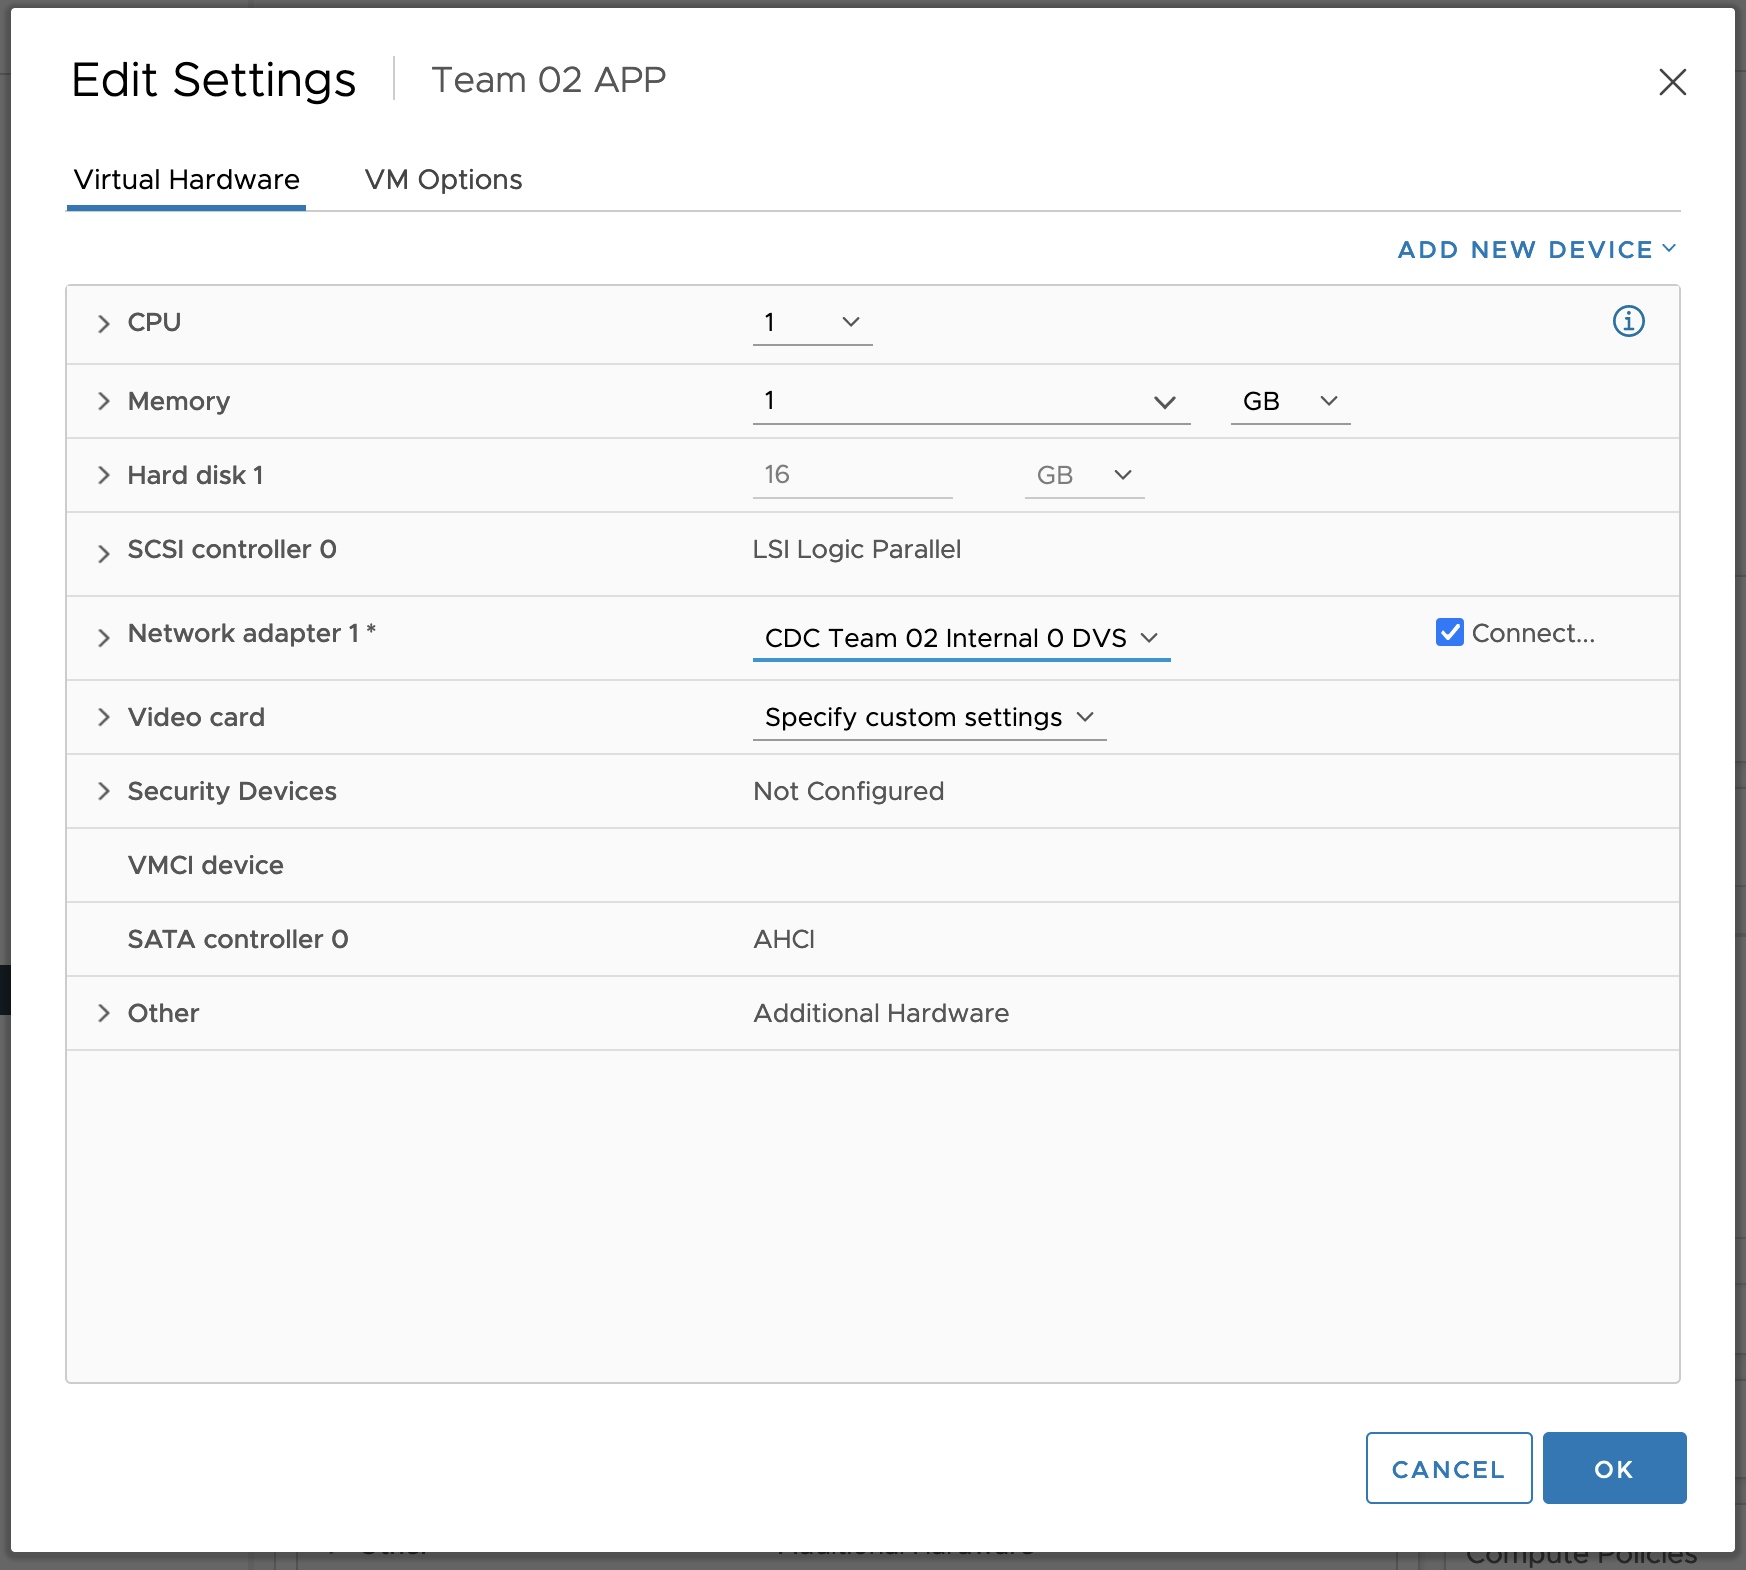 Edit Settings
Team 02 APP
Virtual Hardware
VM Options
ADD NEW DEVICE
CPU
1
Memory
1
GB
Hard disk 1
16
GB
SCSI controller 0
LSI Logic Parallel
Network adapter 1 *
CDC Team 02 Internal 0 DVS
Connect...
Video card
Specify custom settings
Security Devices
Not Configured
VMCI device
SATA controller 0
AHCI
Other
Additional Hardware
CANCEL
OK
Other
Additional Hardware
Compute Policies